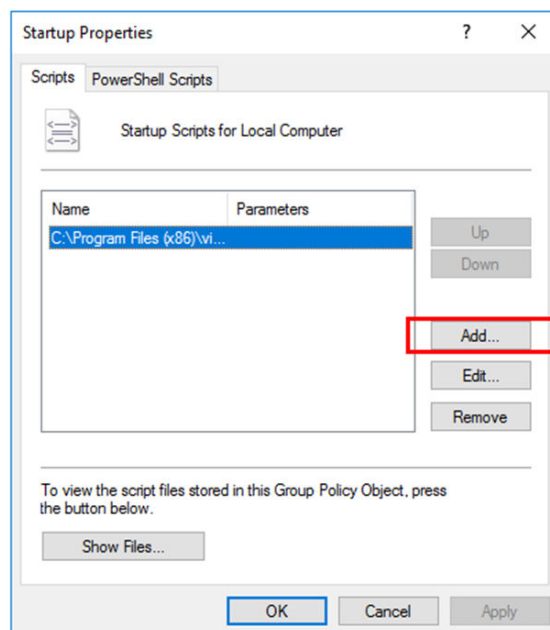 Startup Properties
?
Scripts
PowerShell Scripts
<-->
<-->
Startup Scripts for Local Computer
Name Parameters
C:\Program Files (x86)\vi...
Up
Down
Add...
Edit...
Remove
To view the script files stored in this Group Policy Object, press
the button below.
Show Files...
OK Cancel Apply